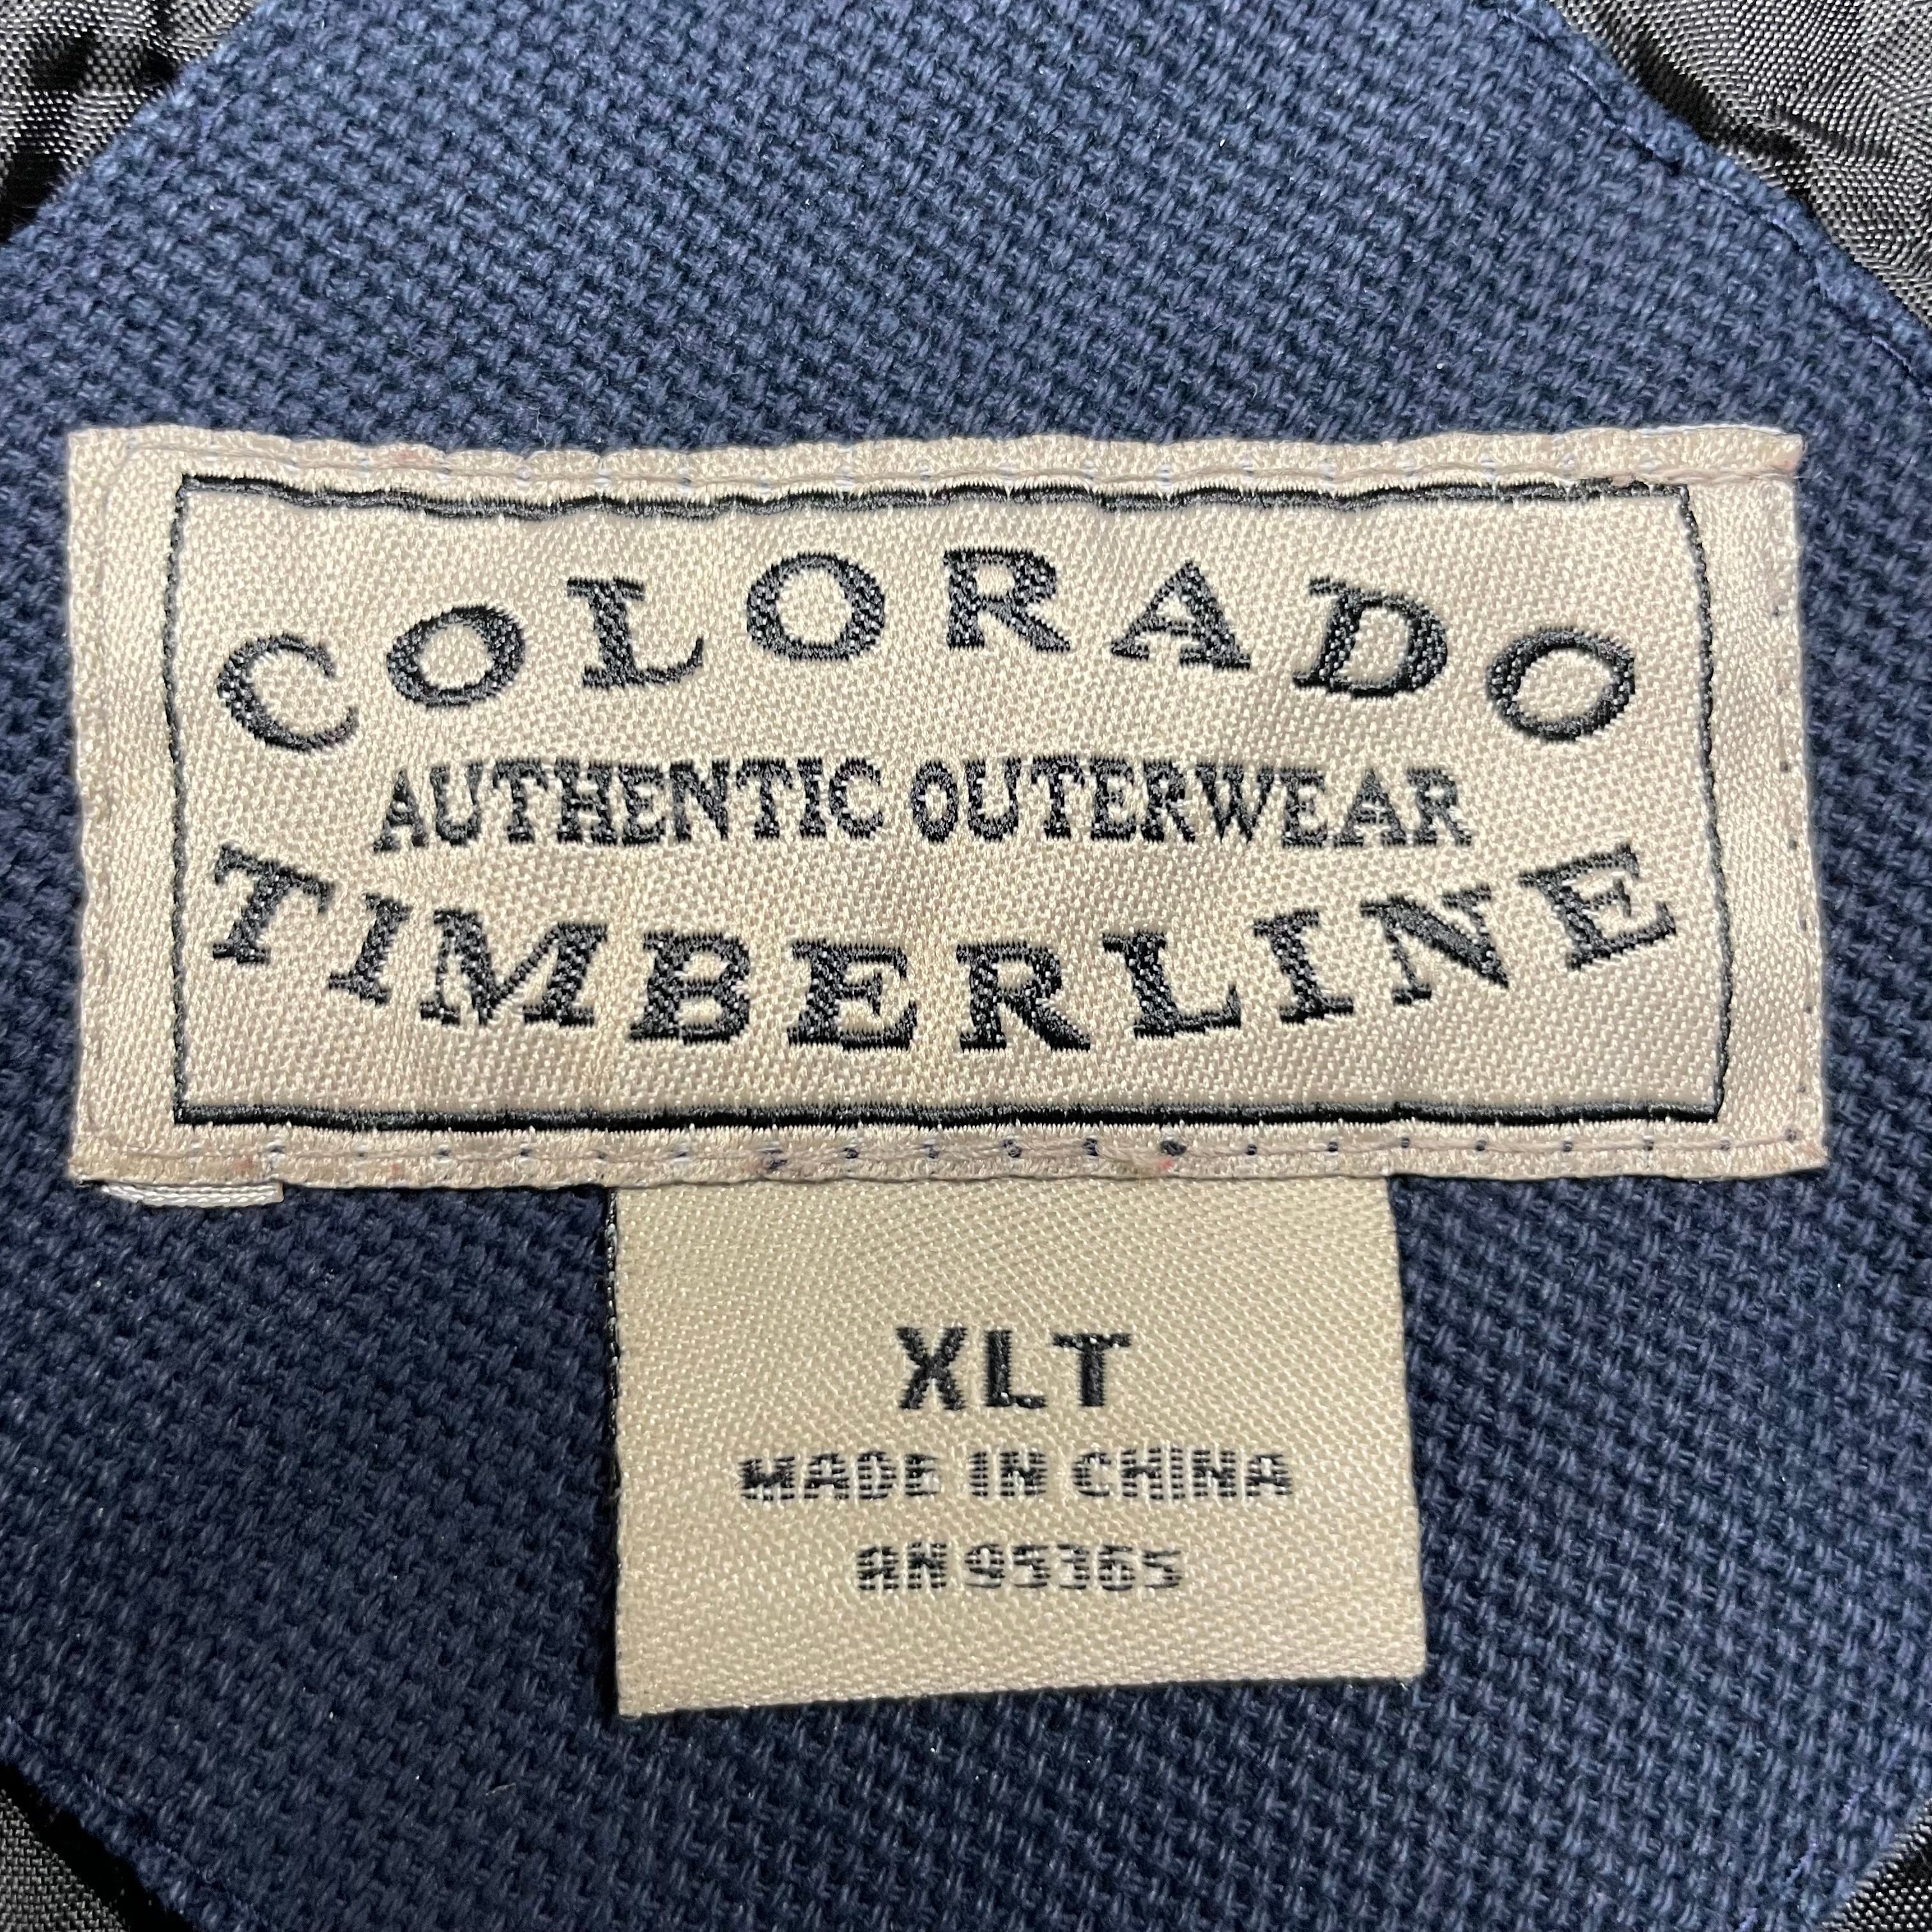 COLORADO
AUTHENTIC OUTERWEAR
TIMBERLINE
XLT
MADE IN CHINA
RN 95365